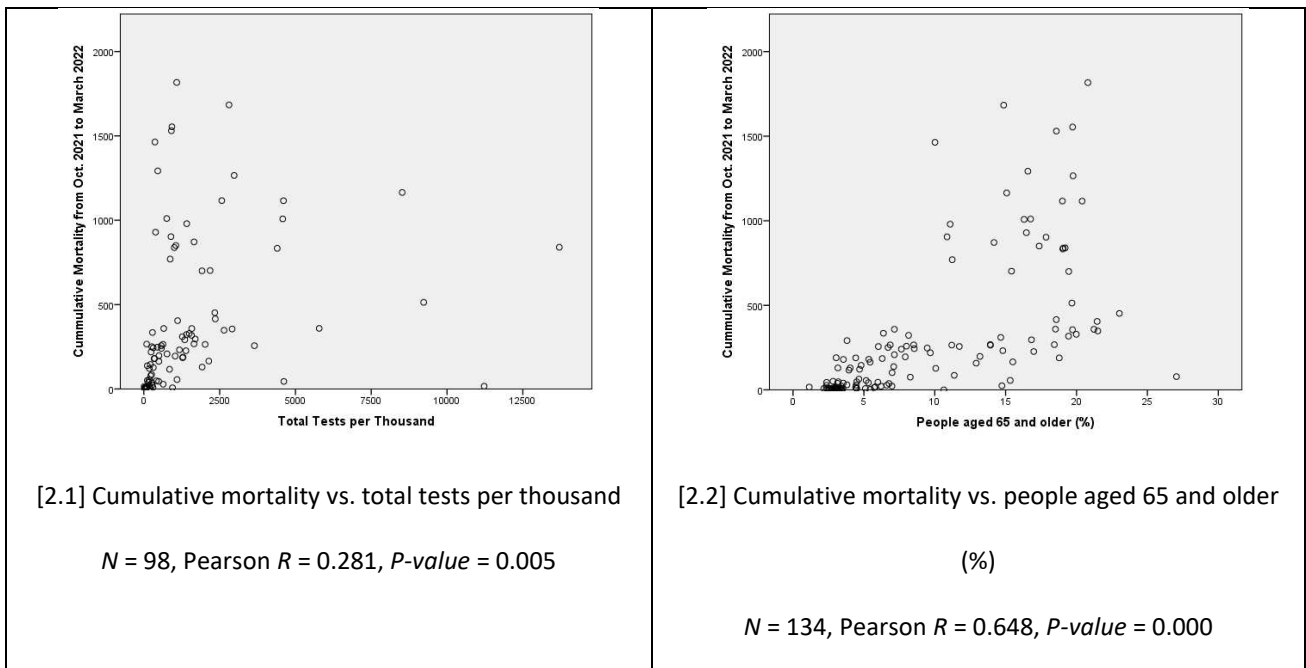 Cummulative Mortality from Oct. 2021 to March 2022
2000
1500
1000
500
0
0 2500 5000 7500 10000 12500
Total Tests per Thousand
[2.1] Cumulative mortality vs. total tests per thousand
N = 98, Pearson R = 0.281, P-value = 0.005
Cummulative Mortality from Oct. 2021 to March 2022
2000
1500
1000
500
0
0 5 10 15 20 25 30
People aged 65 and older (%)
[2.2] Cumulative mortality vs. people aged 65 and older
(%)
N = 134, Pearson R = 0.648, P-value = 0.000